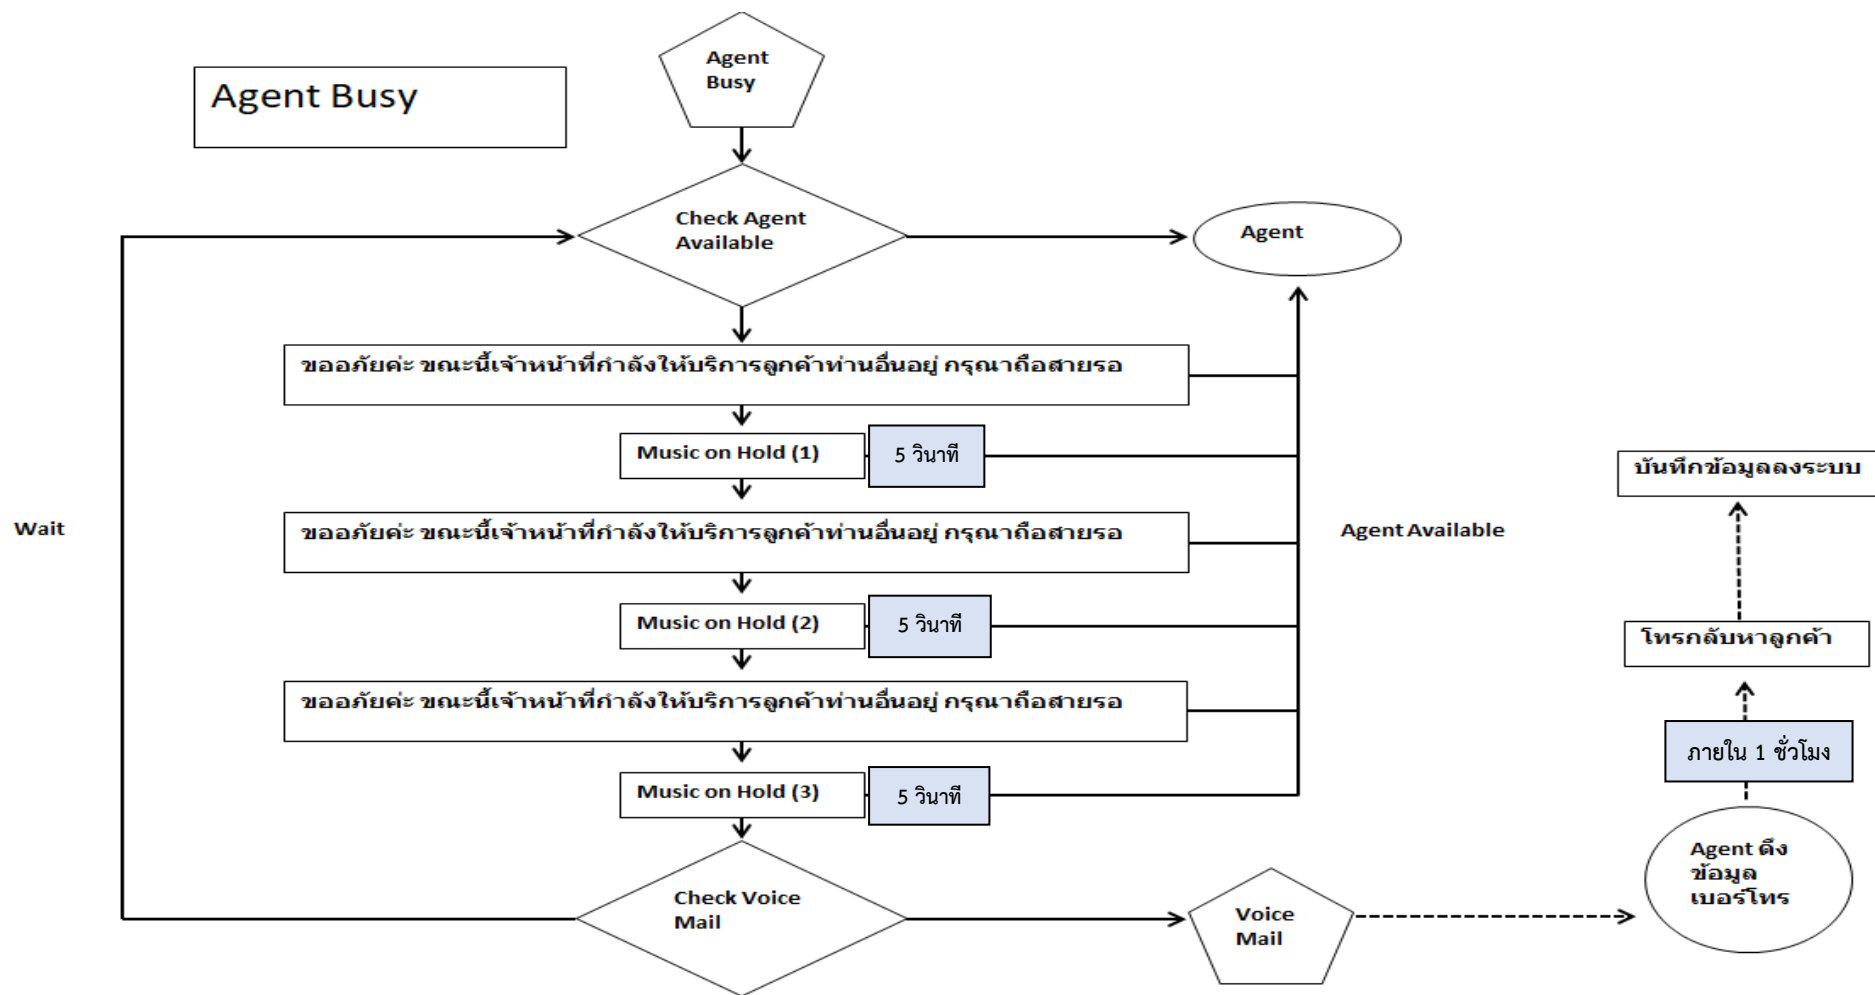 Agent Busy
Agent
Busy
Check Agent
Available
Agent
ขออภัยค่ะ ขณะนี้เจ้าหน้าที่กำลังให้บริการลูกค้าท่านอื่นอยู่ กรุณาถือสายรอ
Music on Hold (1)
5 วินาที
ขออภัยค่ะ ขณะนี้เจ้าหน้าที่กำลังให้บริการลูกค้าท่านอื่นอยู่ กรุณาถือสายรอ
Music on Hold (2)
5 วินาที
ขออภัยค่ะ ขณะนี้เจ้าหน้าที่กำลังให้บริการลูกค้าท่านอื่นอยู่ กรุณาถือสายรอ
Music on Hold (3)
5 วินาที
Wait
Agent Available
Check Voice
Mail
Voice
Mail
บันทึกข้อมูลลงระบบ
โทรกลับหาลูกค้า
ภายใน 1 ชั่วโมง
Agent ดึง
ข้อมูล
เบอร์โทร